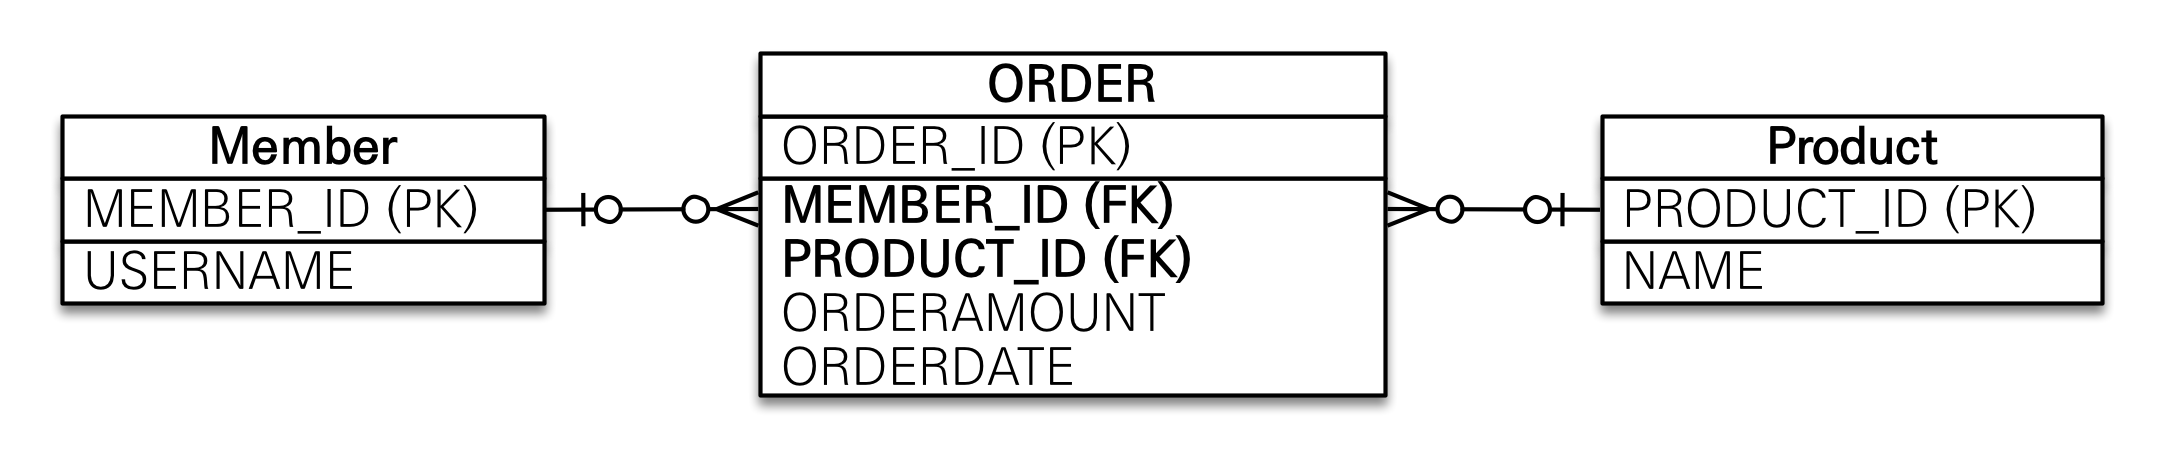 Member
MEMBER_ID (PK)
USERNAME
ORDER
ORDER_ID (PK)
MEMBER_ID (FK)
PRODUCT_ID (FK)
ORDERAMOUNT
ORDERDATE
Product
PRODUCT_ID (PK)
NAME